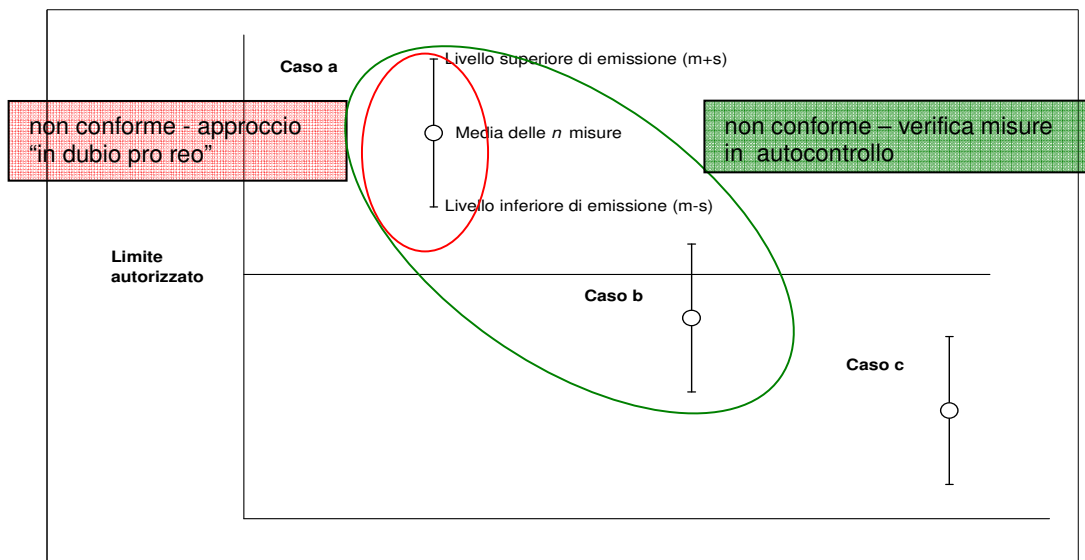 Caso a
Livello superiore di emissione (m+s)
non conforme - approccio
“in dubio pro reo”
Media delle n misure
non conforme – verifica misure
in autocontrollo
Livello inferiore di emissione (m-s)
Limite
autorizzato
Caso b
Caso c